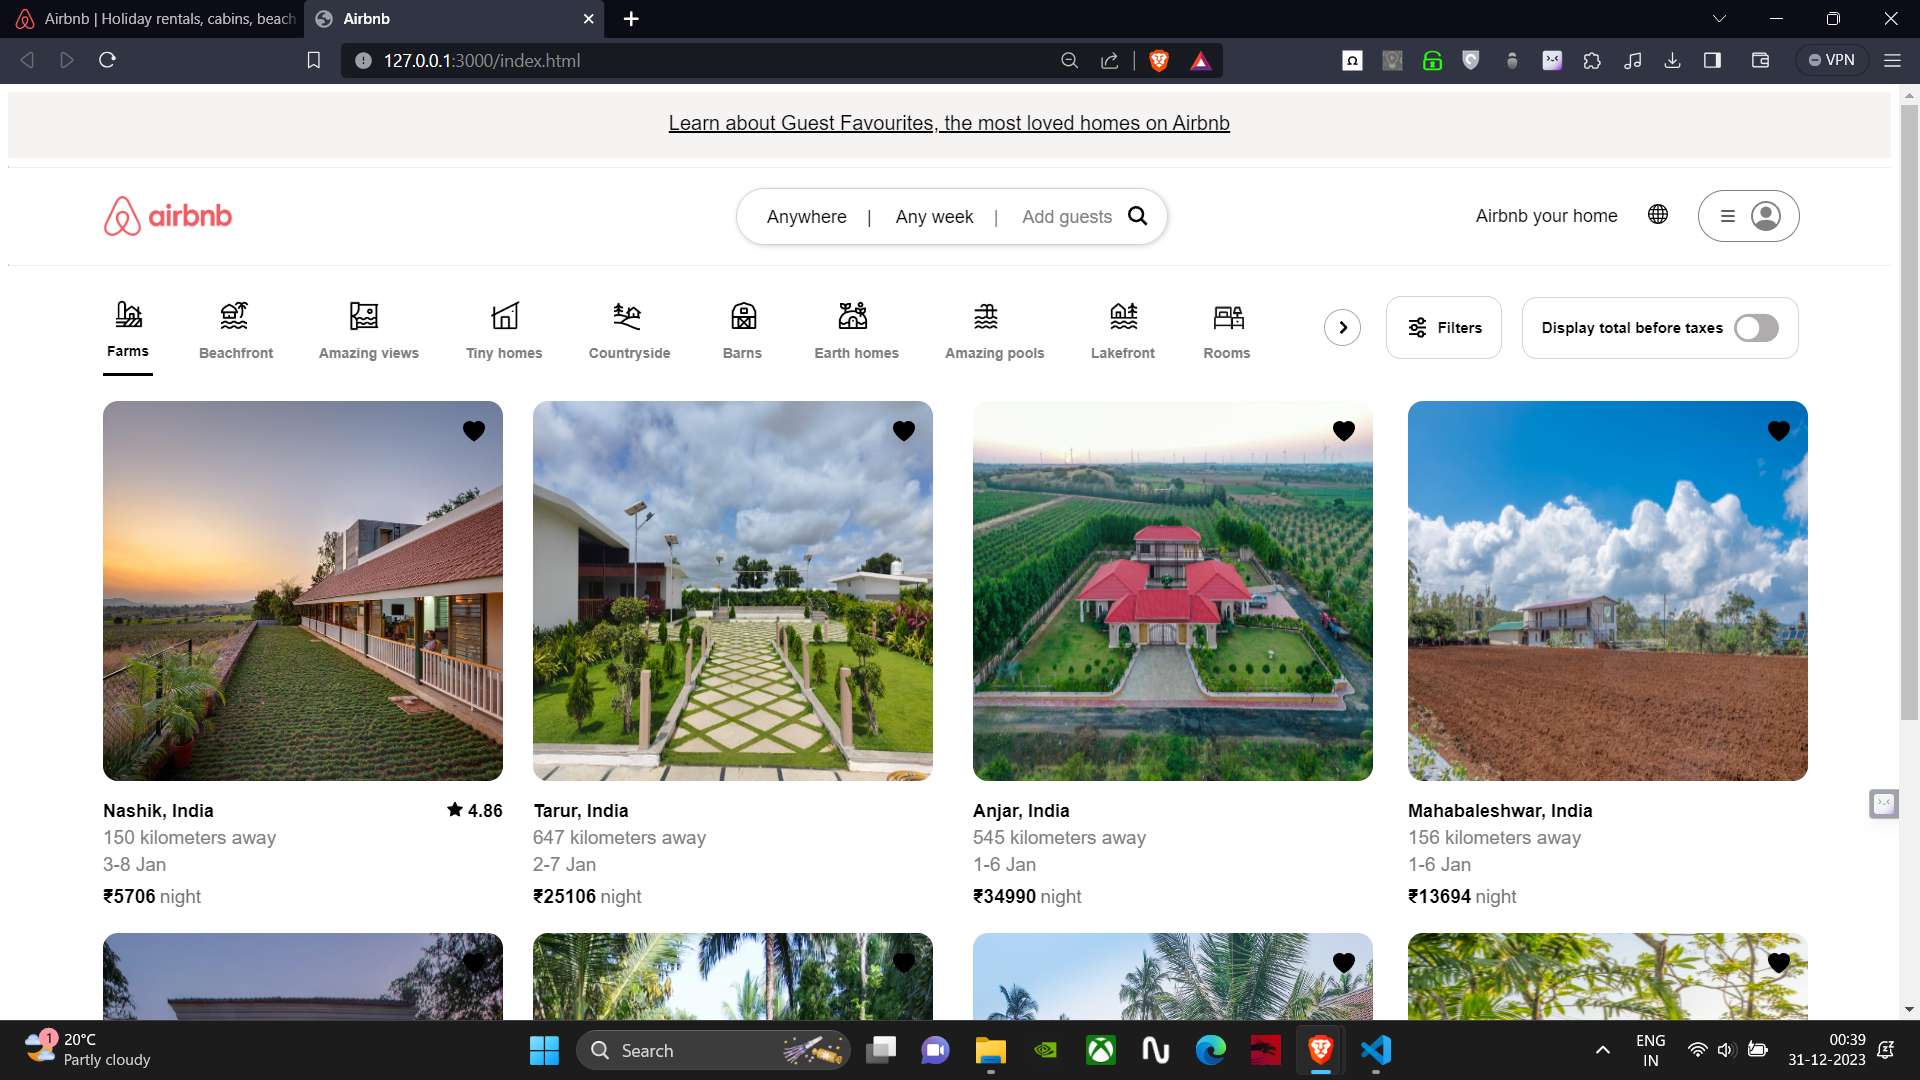 Airbnb | Holiday rentals, cabins, beach
Airbnb
127.0.0.1:3000/index.html
VPN
Learn about Guest Favourites, the most loved homes on Airbnb
airbnb
Anywhere | Any week | Add guests
Airbnb your home
Farms
Beachfront
Amazing views
Tiny homes
Countryside
Barns
Earth homes
Amazing pools
Lakefront
Rooms
Filters
Display total before taxes
Nashik, India
4.86
150 kilometers away
3-8 Jan
₹5706 night
Tarur, India
647 kilometers away
2-7 Jan
₹25106 night
Anjar, India
545 kilometers away
1-6 Jan
₹34990 night
Mahabaleshwar, India
156 kilometers away
1-6 Jan
₹13694 night
1
20°C
Partly cloudy
Search
ENG
IN
00:39
31-12-2023